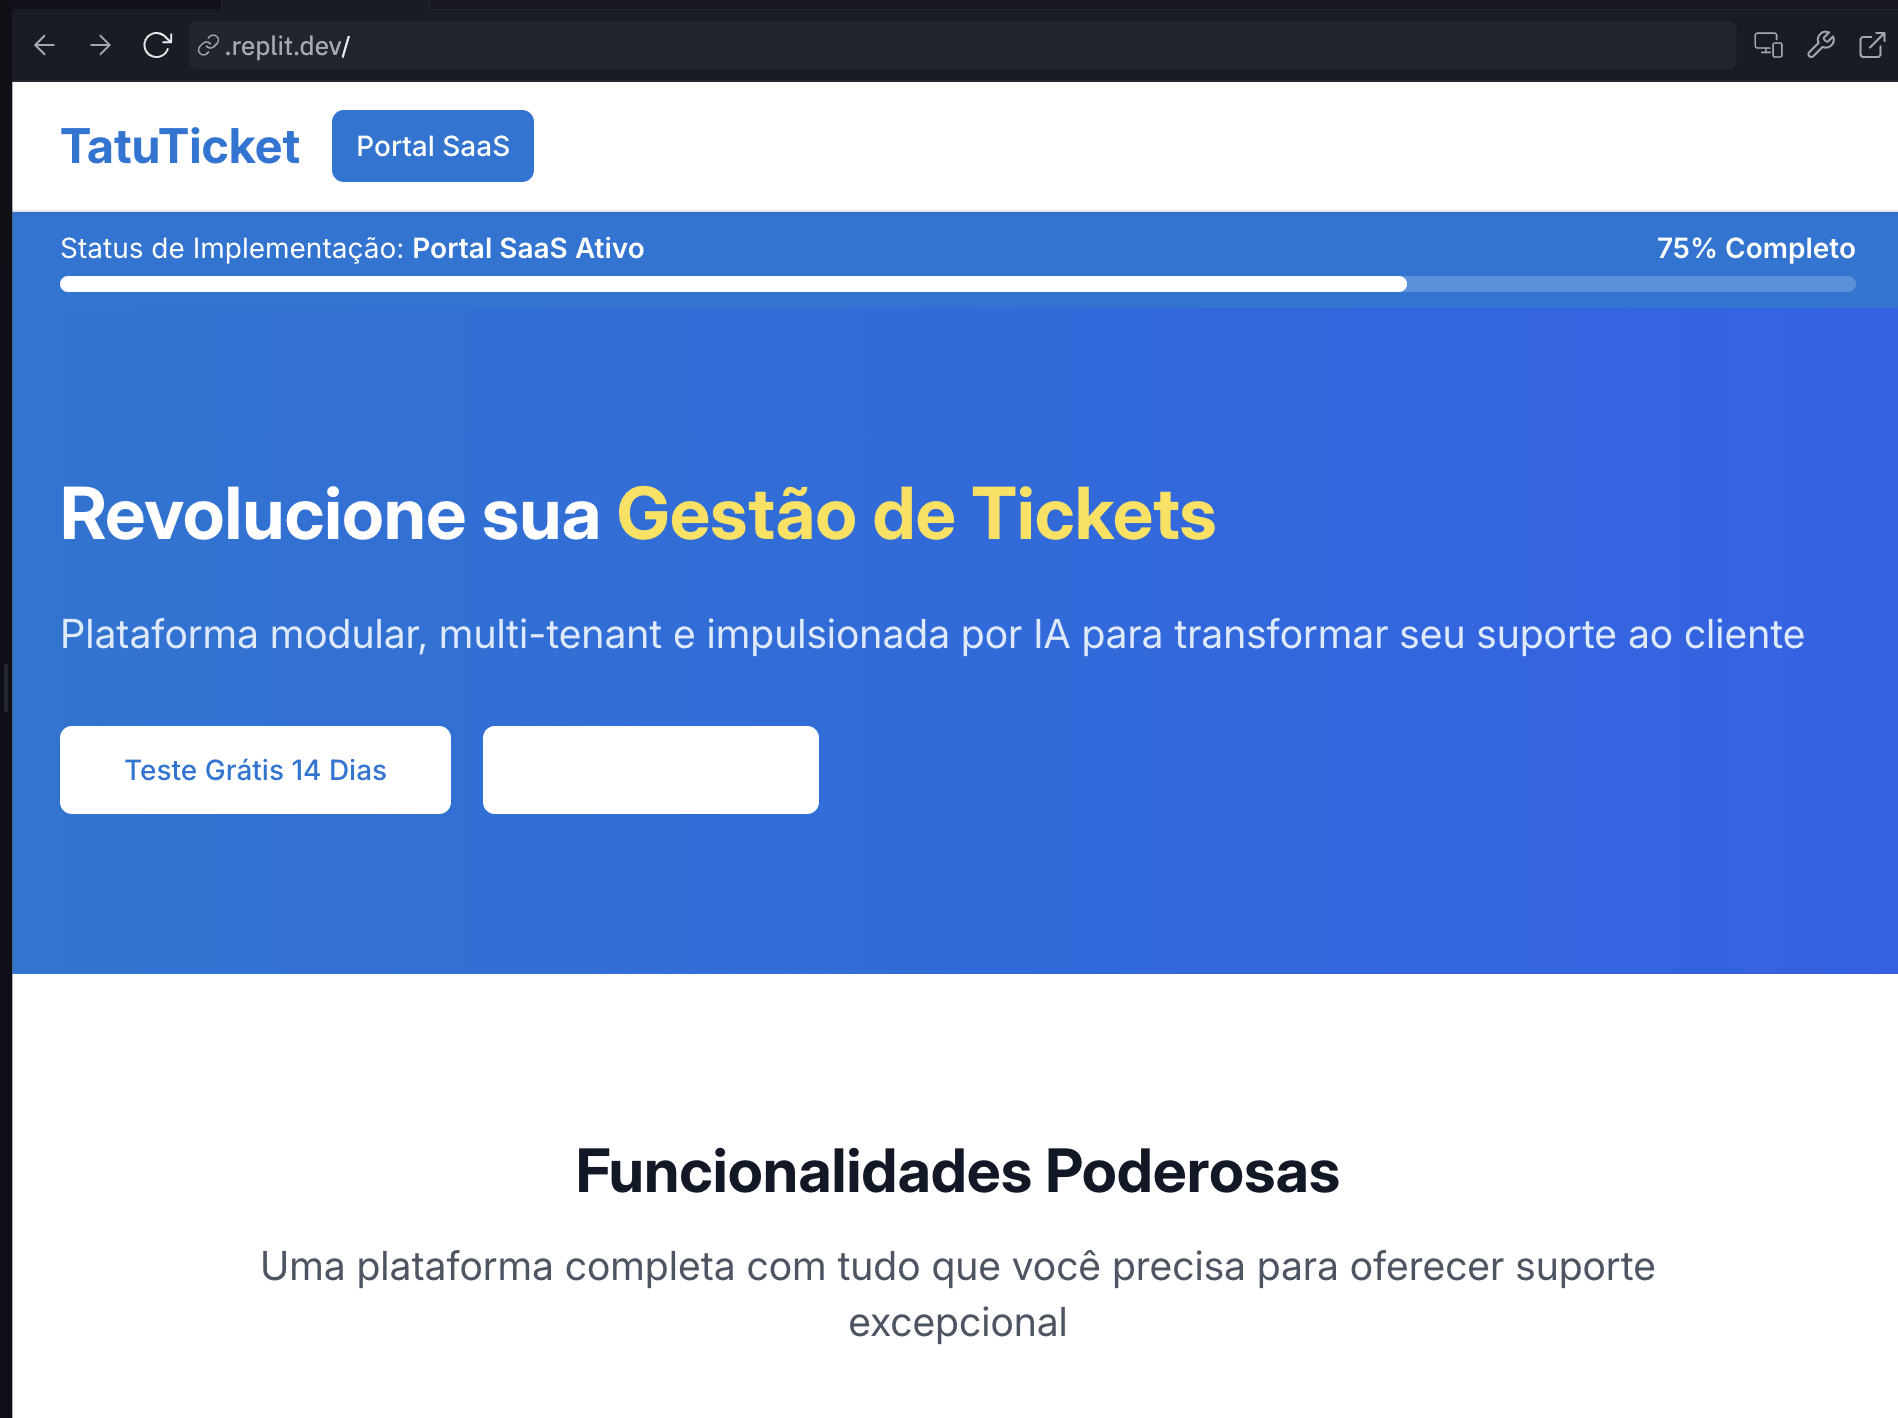 .replit.dev/
TatuTicket
Portal SaaS
Status de Implementação: Portal SaaS Ativo
75% Completo
Revolucione sua Gestão de Tickets
Plataforma modular, multi-tenant e impulsionada por IA para transformar seu suporte ao cliente
Teste Grátis 14 Dias
Funcionalidades Poderosas
Uma plataforma completa com tudo que você precisa para oferecer suporte
excepcional